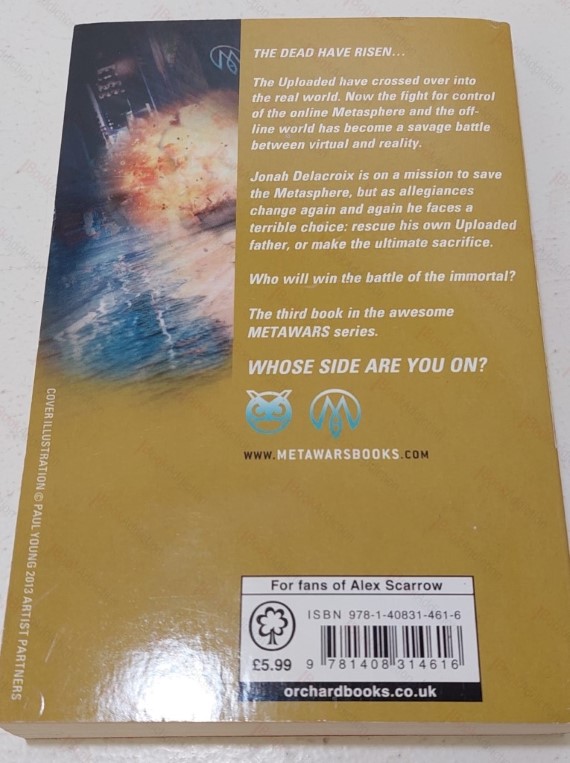 THE DEAD HAVE RISEN...
The Uploaded have crossed over into
the real world. Now the fight for control
of the online Metasphere and the off-
line world has become a savage battle
between virtual and reality.
Jonah Delacroix is on a mission to save
the Metasphere, but as allegiances
change again and again he faces a
terrible choice: rescue his own Uploaded
father, or make the ultimate sacrifice.
Who will win the battle of the immortal?
The third book in the awesome
METAWARS series.
WHOSE SIDE ARE YOU ON?
WWW.METAWARSBOOKS.COM
COVER ILLUSTRATION © PAUL YOUNG 2013 ARTIST PARTNERS
For fans of Alex Scarrow
ISBN 978-1-40831-461-6
£5.99
9 781408 314616
orchardbooks.co.uk